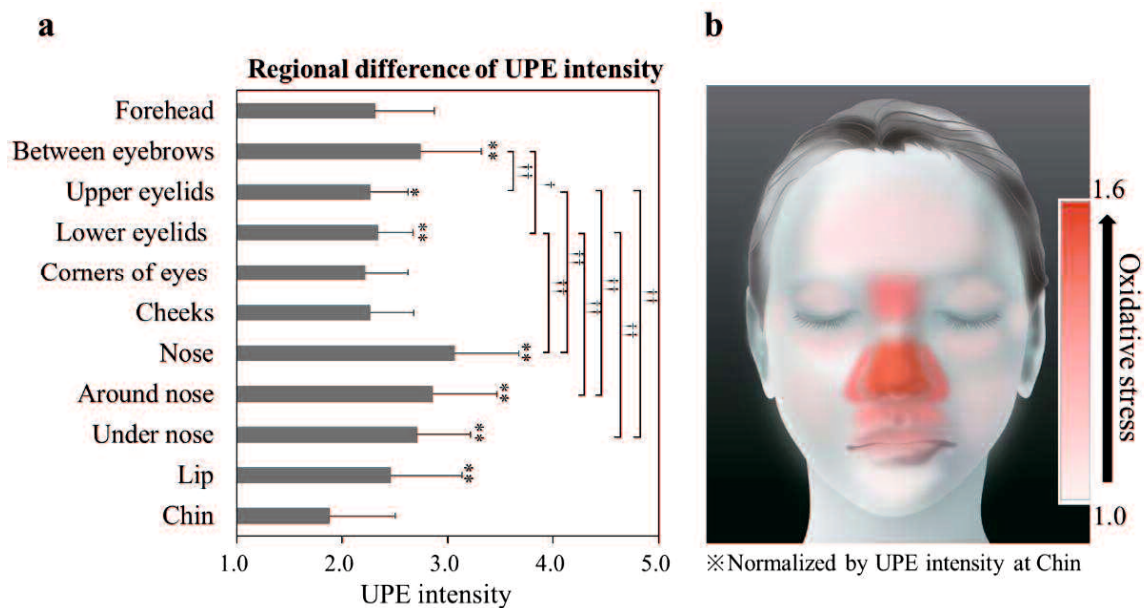 a
Regional difference of UPE intensity
Forehead
Between eyebrows
Upper eyelids
Lower eyelids
Corners of eyes
Cheeks
Nose
Around nose
Under nose
Lip
Chin
**
*
**
**
**
**
**
‡‡
†
‡‡
‡‡
‡‡
‡‡
‡‡
‡‡
1.0 2.0 3.0 4.0 5.0
UPE intensity
b
1.6
Oxidative stress
1.0
※Normalized by UPE intensity at Chin